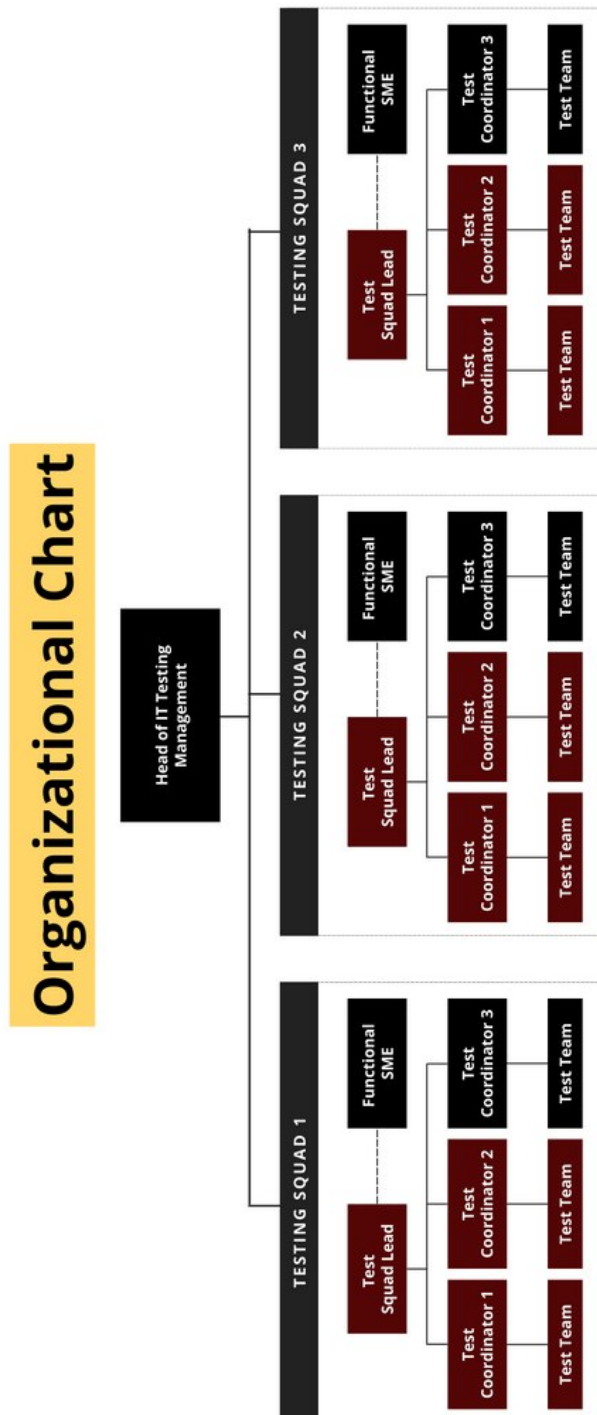 Organizational Chart
Head of IT Testing
Management
TESTING SQUAD 1
Test
Squad Lead
Functional
SME
Test
Coordinator 1
Test
Coordinator 2
Test
Coordinator 3
Test Team
Test Team
Test Team
TESTING SQUAD 2
Test
Squad Lead
Functional
SME
Test
Coordinator 1
Test
Coordinator 2
Test
Coordinator 3
Test Team
Test Team
Test Team
TESTING SQUAD 3
Test
Squad Lead
Functional
SME
Test
Coordinator 1
Test
Coordinator 2
Test
Coordinator 3
Test Team
Test Team
Test Team